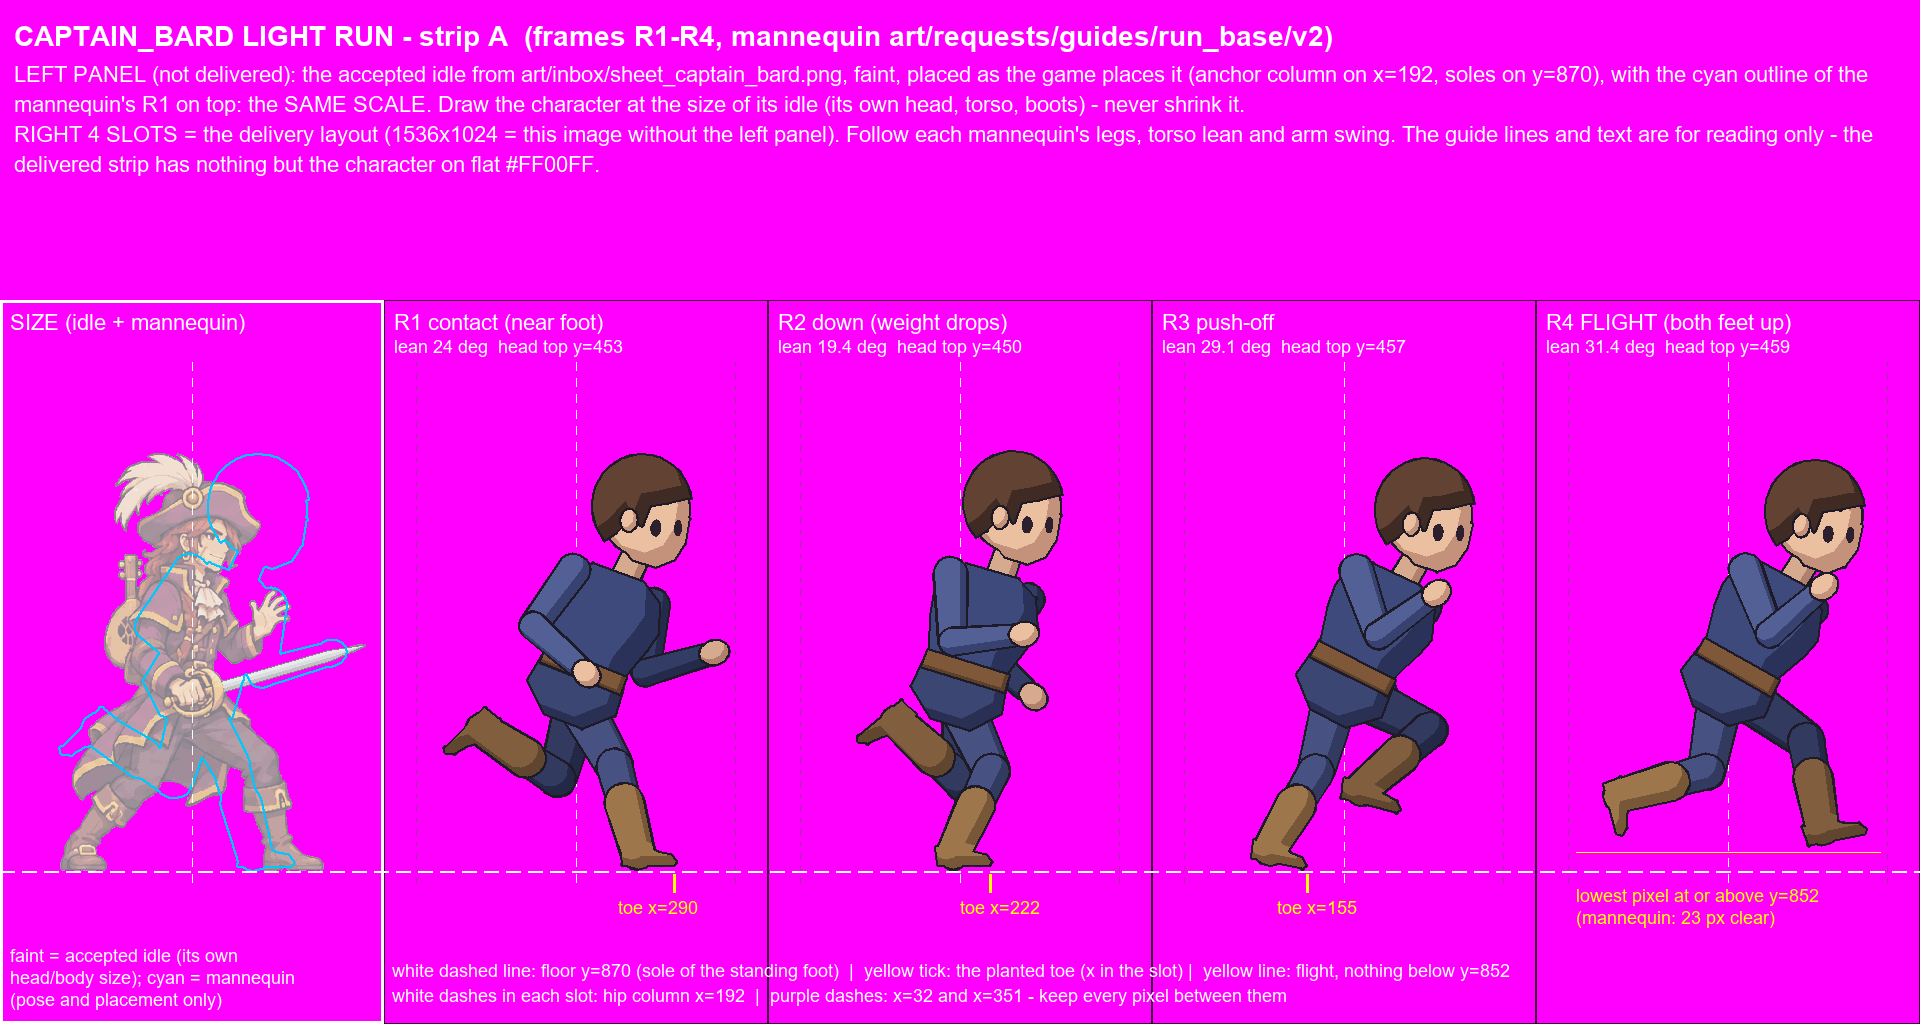 CAPTAIN_BARD LIGHT RUN - strip A (frames R1-R4, mannequin art/requests/guides/run_base/v2)
LEFT PANEL (not delivered): the accepted idle from art/inbox/sheet_captain_bard.png, faint, placed as the game places it (anchor column on x=192, soles on y=870), with the cyan outline of the
mannequin's R1 on top: the SAME SCALE. Draw the character at the size of its idle (its own head, torso, boots) - never shrink it.
RIGHT 4 SLOTS = the delivery layout (1536x1024 = this image without the left panel). Follow each mannequin's legs, torso lean and arm swing. The guide lines and text are for reading only - the
delivered strip has nothing but the character on flat #FF00FF.
SIZE (idle + mannequin)
R1 contact (near foot)
lean 24 deg head top y=453
R2 down (weight drops)
lean 19.4 deg head top y=450
R3 push-off
lean 29.1 deg head top y=457
R4 FLIGHT (both feet up)
lean 31.4 deg head top y=459
toe x=290
toe x=222
toe x=155
lowest pixel at or above y=852
(mannequin: 23 px clear)
faint = accepted idle (its own
head/body size); cyan = mannequin
(pose and placement only)
white dashed line: floor y=870 (sole of the standing foot) | yellow tick: the planted toe (x in the slot) | yellow line: flight, nothing below y=852
white dashes in each slot: hip column x=192 | purple dashes: x=32 and x=351 - keep every pixel between them